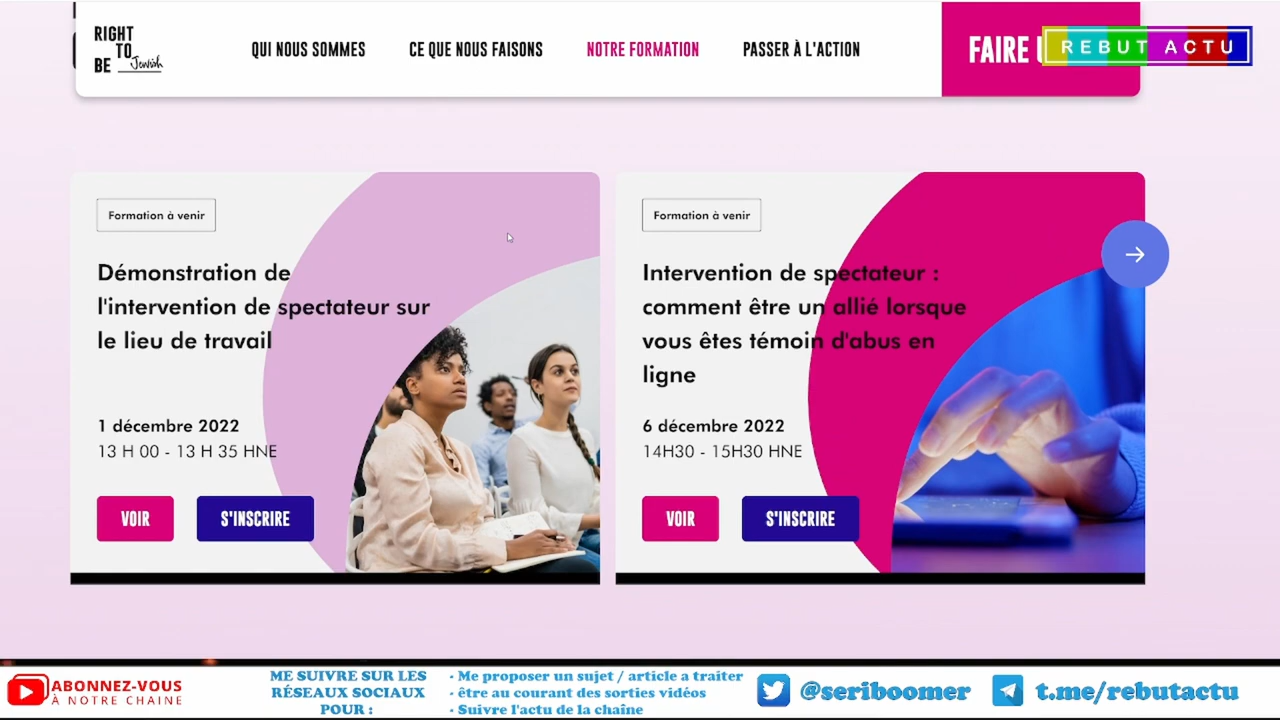 RIGHT
TO
BE Jewish
QUI NOUS SOMMES
CE QUE NOUS FAISONS
NOTRE FORMATION
PASSER À L'ACTION
FAIRE
REBUT ACTU
Formation à venir
Démonstration de
l'intervention de spectateur sur
le lieu de travail
1 décembre 2022
13 H 00 - 13 H 35 HNE
VOIR
S'INSCRIRE
Formation à venir
Intervention de spectateur :
comment être un allié lorsque
vous êtes témoin d'abus en
ligne
6 décembre 2022
14H30 - 15H30 HNE
VOIR
S'INSCRIRE
ABONNEZ-VOUS
À NOTRE CHAINE
ME SUIVRE SUR LES
RÉSEAUX SOCIAUX
POUR :
· Me proposer un sujet / article a traiter
· être au courant des sorties vidéos
· Suivre l'actu de la chaîne
@seriboomer
t.me/rebutactu